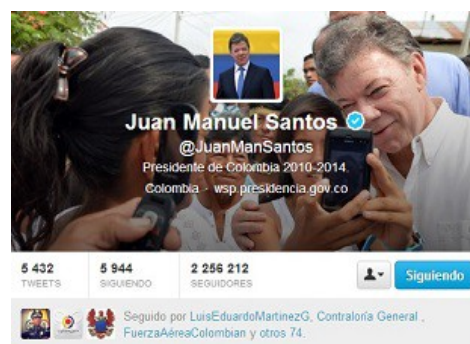 Juan Manuel Santos
@JuanManSantos
Presidente de Colombia 2010-2014.
Colombia · wsp.presidencia.gov.co
5 432 5 944 2 256 212
TWEETS SIGUIENDO SEGUIDORES
Siguiendo
Seguido por LuisEduardoMartinezG, Contraloría General ,
FuerzaAéreaColombian y otros 74.